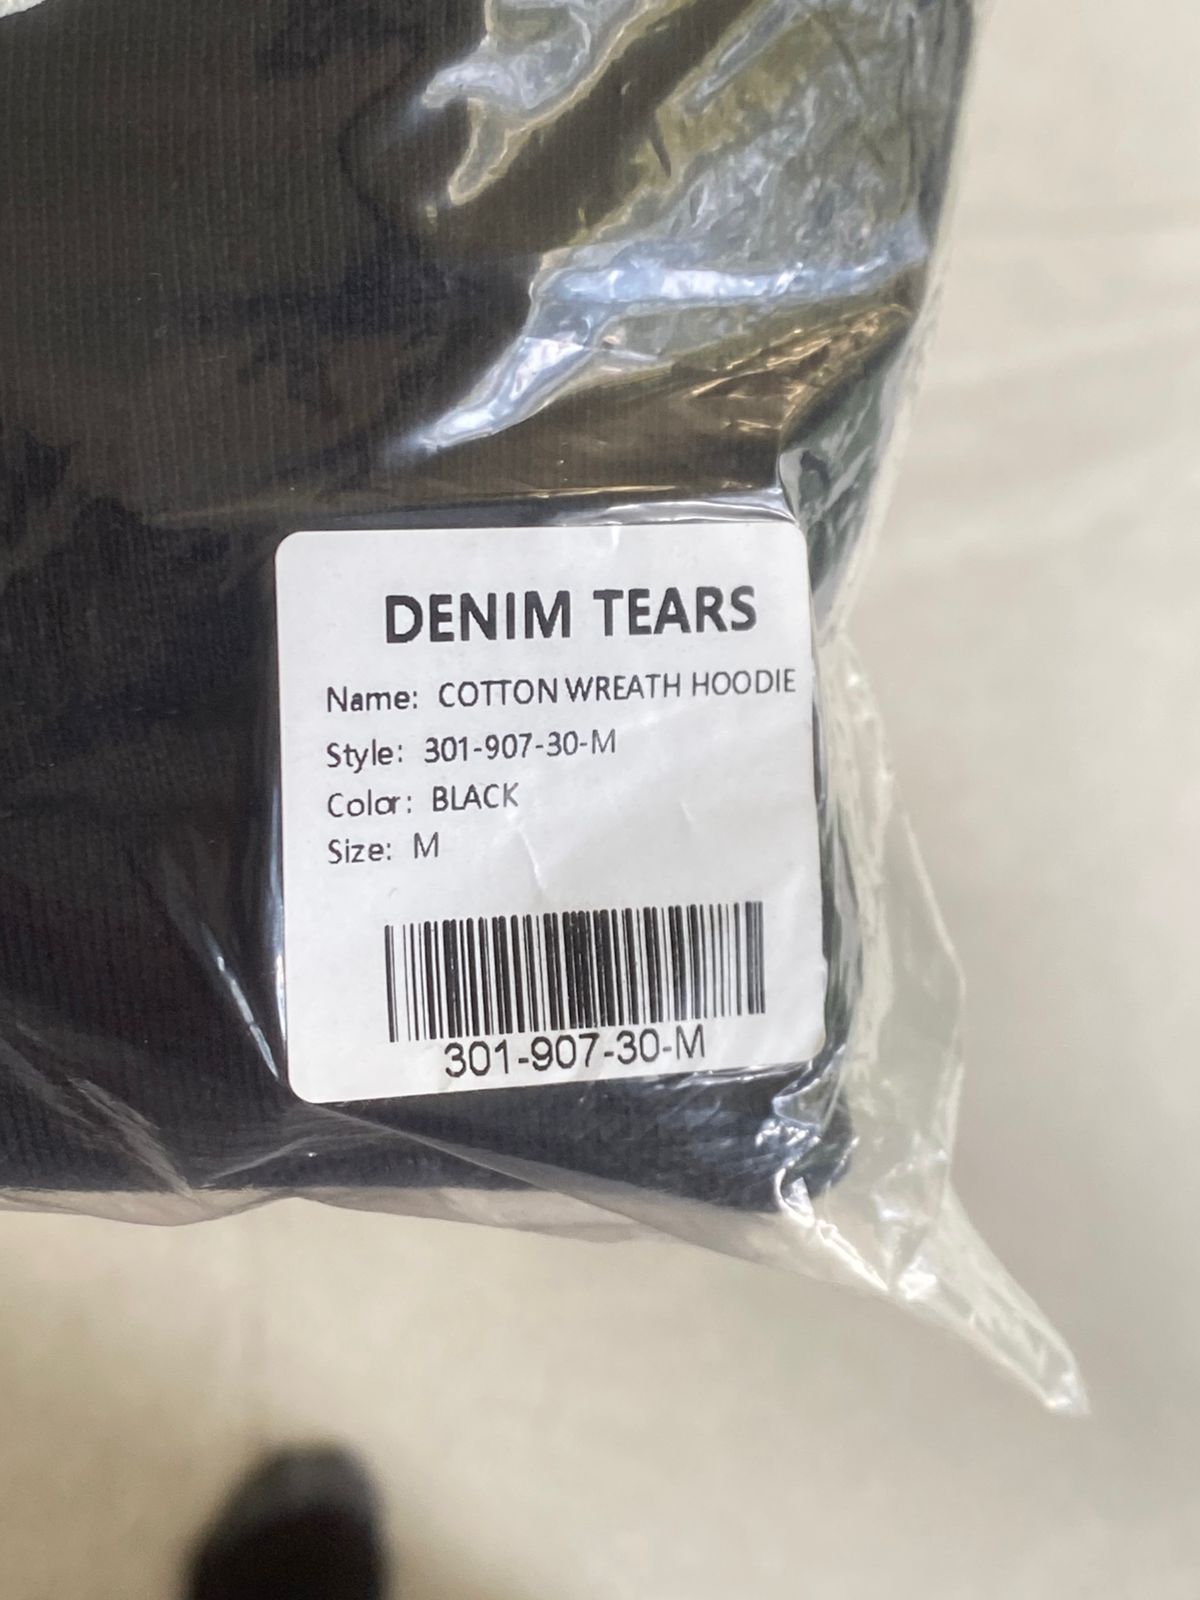 DENIM TEARS
Name: COTTON WREATH HOODIE
Style: 301-907-30-M
Color: BLACK
Size: M
301-907-30-M